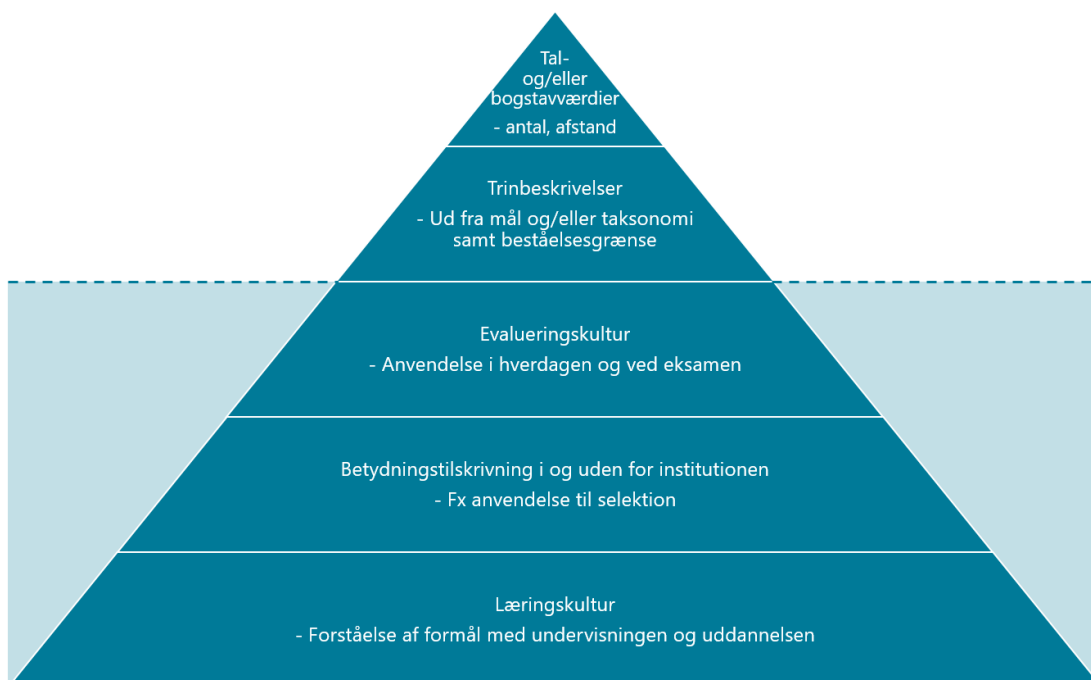 Tal-
og/eller
bogstavværdier
- antal, afstand
Trinbeskrivelser
- Ud fra mål og/eller taksonomi
samt beståelsesgrænse
Evalueringskultur
- Anvendelse i hverdagen og ved eksamen
Betydningstilskrivning i og uden for institutionen
- Fx anvendelse til selektion
Læringskultur
- Forståelse af formål med undervisningen og uddannelsen